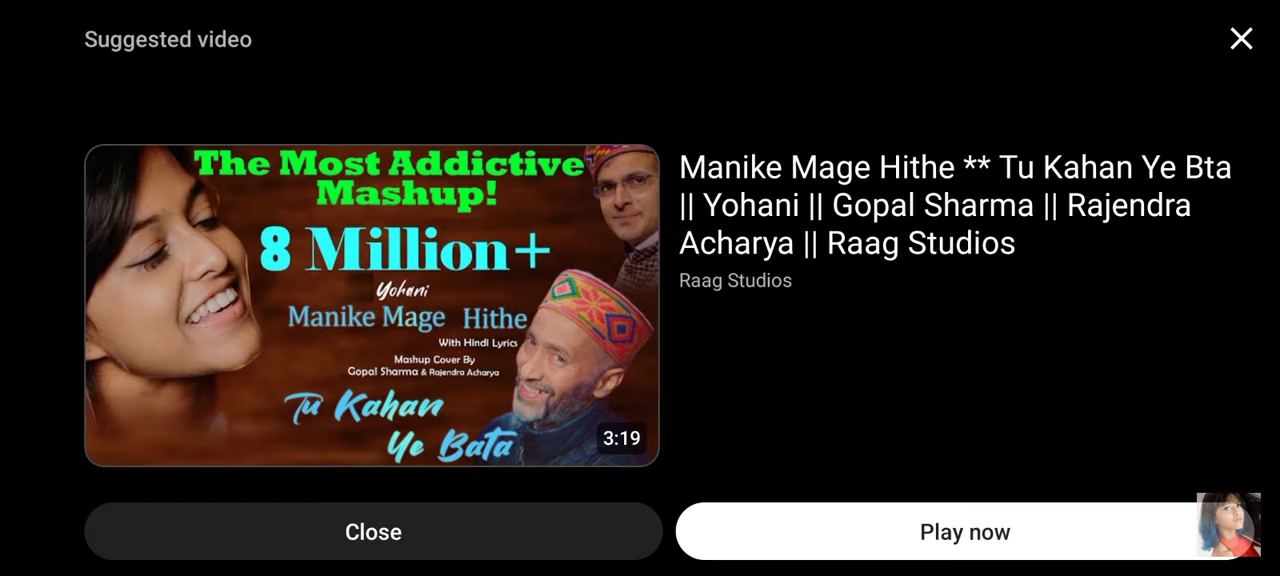 Suggested video
The Most Addictive
Mashup!
8 Million+
Yohani
Manike Mage Hithe
With Hindi Lyrics
Mashup Cover By
Gopal Sharma & Rajendra Acharya
Tu Kahan
Ye Bata
3:19
Manike Mage Hithe ** Tu Kahan Ye Bta
|| Yohani || Gopal Sharma || Rajendra
Acharya || Raag Studios
Raag Studios
Close
Play now